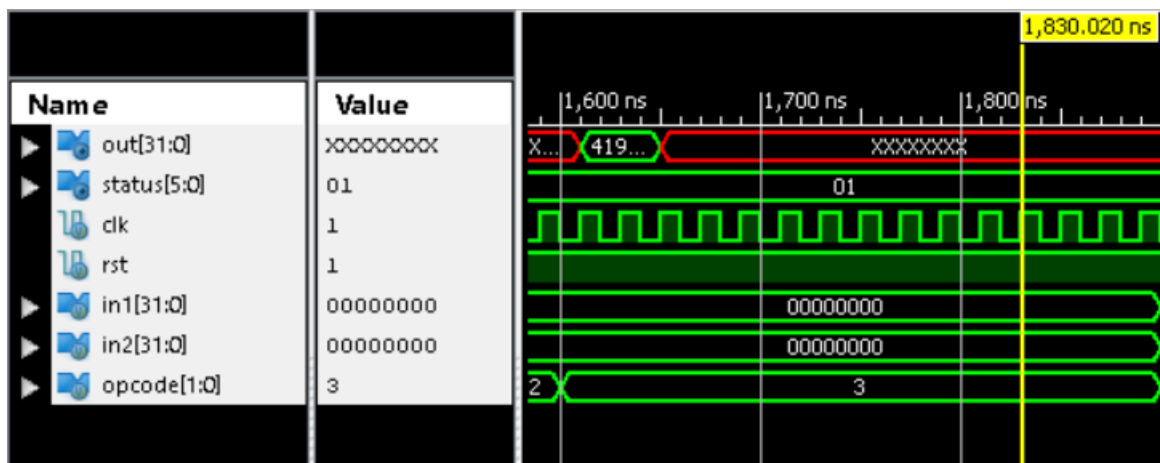 1,830.020 ns
Name Value 1,600 ns 1,700 ns 1,800 ns
out[31:0] XXXXXXXX X... 419... XXXXXXXX
status[5:0] 01 01
clk 1
rst 1
in1[31:0] 00000000 00000000
in2[31:0] 00000000 00000000
opcode[1:0] 3 2 3